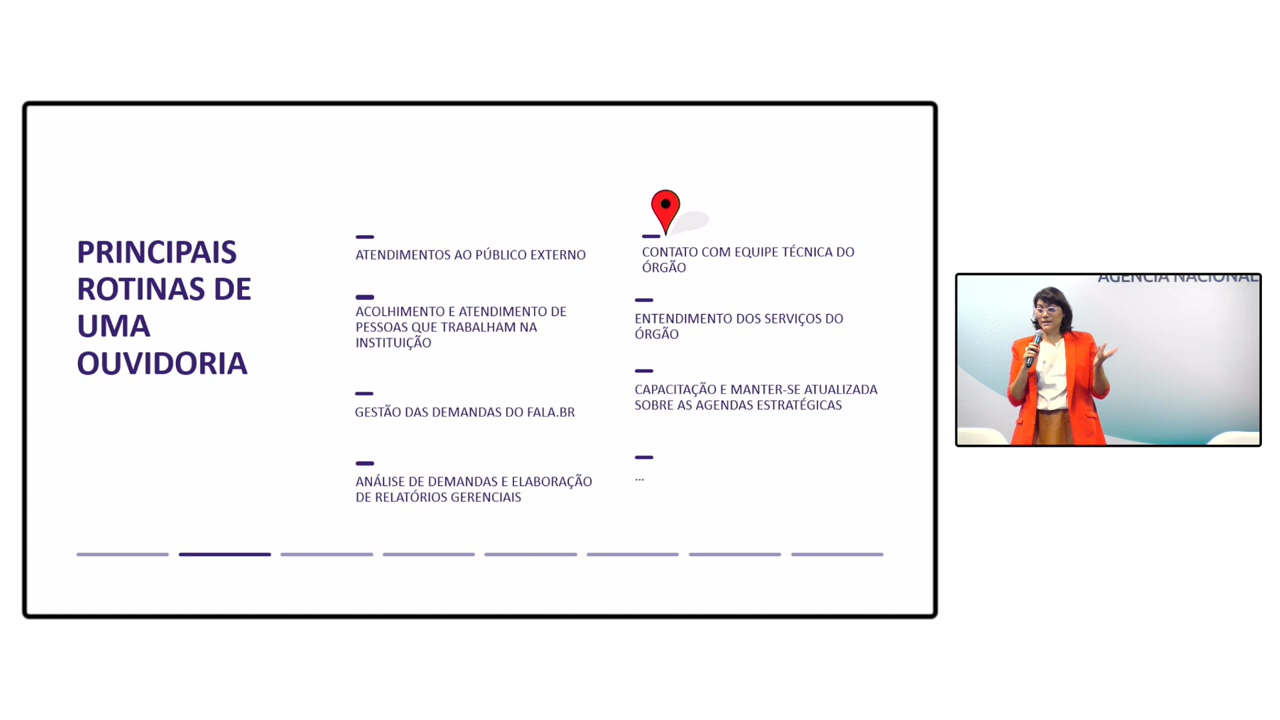 PRINCIPAIS
ROTINAS DE
UMA
OUVIDORIA
ATENDIMENTOS AO PÚBLICO EXTERNO
ACOLHIMENTO E ATENDIMENTO DE
PESSOAS QUE TRABALHAM NA
INSTITUIÇÃO
GESTÃO DAS DEMANDAS DO FALA.BR
ANÁLISE DE DEMANDAS E ELABORAÇÃO
DE RELATÓRIOS GERENCIAIS
CONTATO COM EQUIPE TÉCNICA DO
ÓRGÃO
ENTENDIMENTO DOS SERVIÇOS DO
ÓRGÃO
CAPACITAÇÃO E MANTER-SE ATUALIZADA
SOBRE AS AGENDAS ESTRATÉGICAS
...
AGÊNCIA NACIONAL